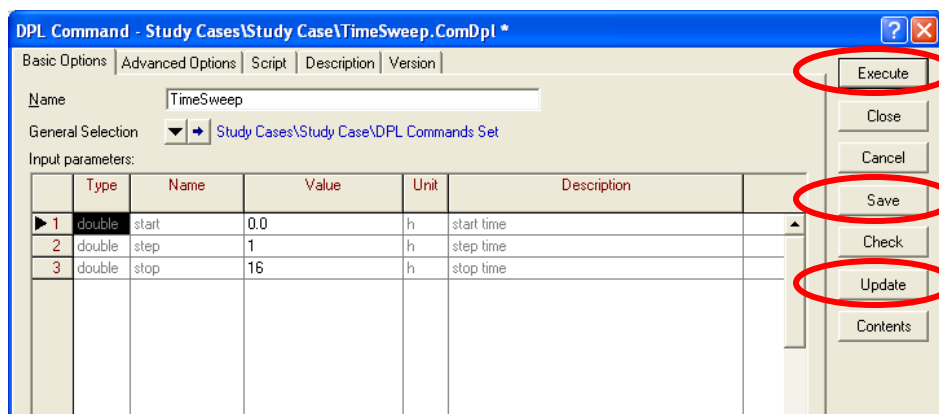 DPL Command - Study Cases\Study Case\TimeSweep.ComDpl *
Basic Options Advanced Options Script Description Version
Name TimeSweep
General Selection Study Cases\Study Case\DPL Commands Set
Input parameters:
Type Name Value Unit Description
1 double start 0.0 h start time
2 double step 1 h step time
3 double stop 16 h stop time
Execute
Close
Cancel
Save
Check
Update
Contents